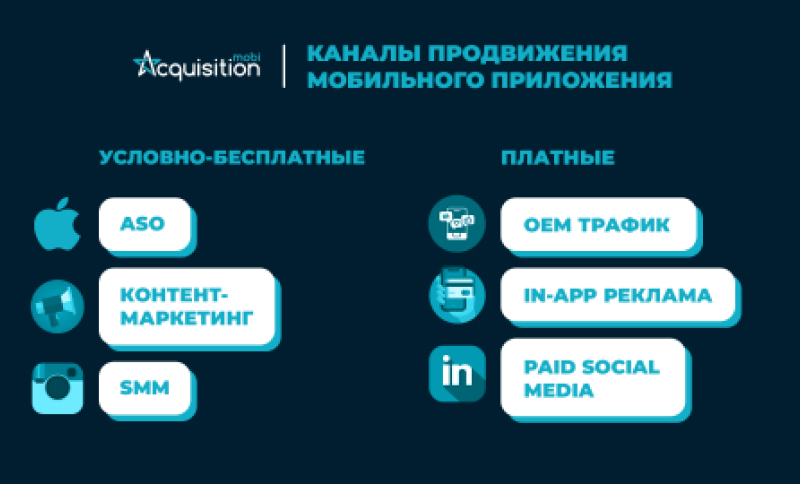 Acquisition mobi
КАНАЛЫ ПРОДВИЖЕНИЯ
МОБИЛЬНОГО ПРИЛОЖЕНИЯ
УСЛОВНО-БЕСПЛАТНЫЕ
ASO
КОНТЕНТ-
МАРКЕТИНГ
SMM
ПЛАТНЫЕ
OEM ТРАФИК
IN-APP РЕКЛАМА
in
PAID SOCIAL
MEDIA